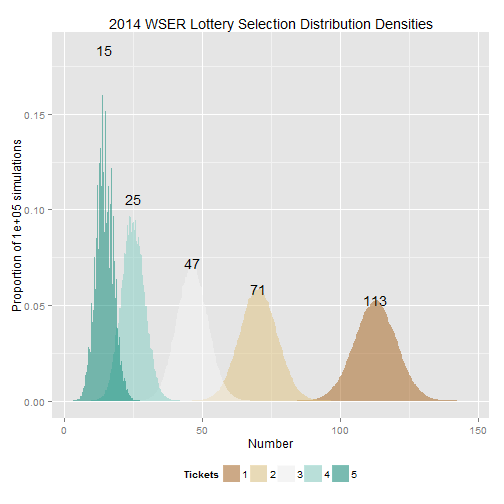 2014 WSER Lottery Selection Distribution Densities
15
25
47
71
113
Proportion of 1e+05 simulations
0.15
0.10
0.05
0.00
0 50 100 150
Number
Tickets 1 2 3 4 5